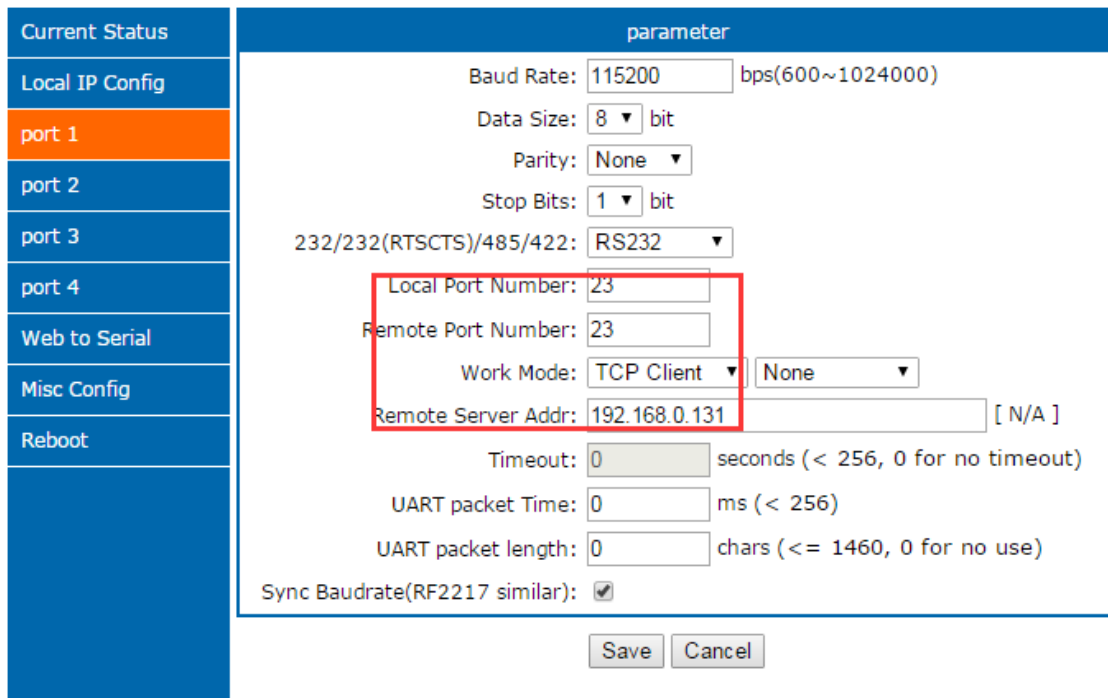 Current Status
Local IP Config
port 1
port 2
port 3
port 4
Web to Serial
Misc Config
Reboot
parameter
Baud Rate: 115200 bps(600~1024000)
Data Size: 8 bit
Parity: None
Stop Bits: 1 bit
232/232(RTSCTS)/485/422: RS232
Local Port Number: 23
Remote Port Number: 23
Work Mode: TCP Client None
Remote Server Addr: 192.168.0.131 [ N/A ]
Timeout: 0 seconds (< 256, 0 for no timeout)
UART packet Time: 0 ms (< 256)
UART packet length: 0 chars (<= 1460, 0 for no use)
Sync Baudrate(RF2217 similar):
Save Cancel